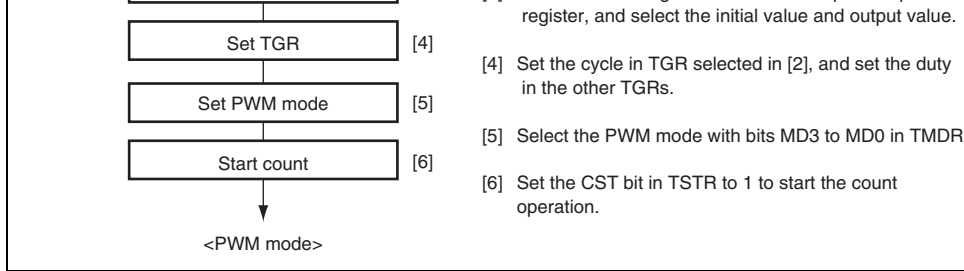 register, and select the initial value and output value.
Set TGR [4]
[4] Set the cycle in TGR selected in [2], and set the duty
in the other TGRs.
Set PWM mode [5]
[5] Select the PWM mode with bits MD3 to MD0 in TMDR
Start count [6]
[6] Set the CST bit in TSTR to 1 to start the count
operation.
<PWM mode>